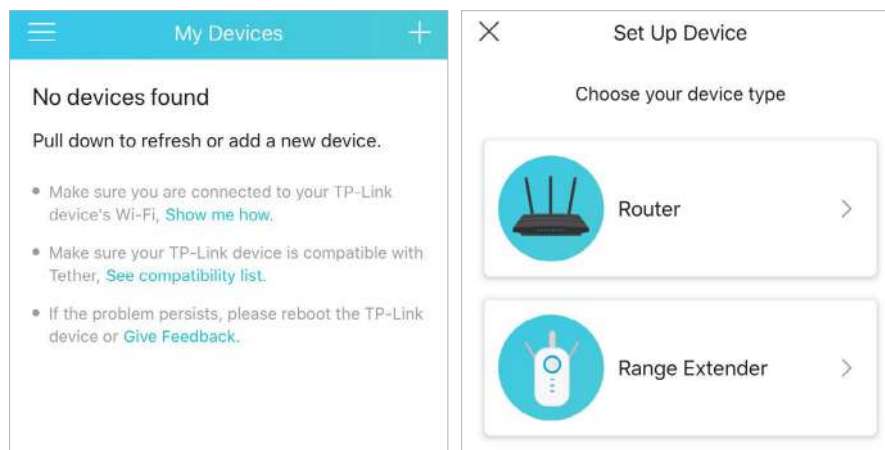 My Devices
No devices found
Pull down to refresh or add a new device.
Make sure you are connected to your TP-Link
device's Wi-Fi, Show me how.
Make sure your TP-Link device is compatible with
Tether, See compatibility list.
If the problem persists, please reboot the TP-Link
device or Give Feedback.
Set Up Device
Choose your device type
Router
Range Extender